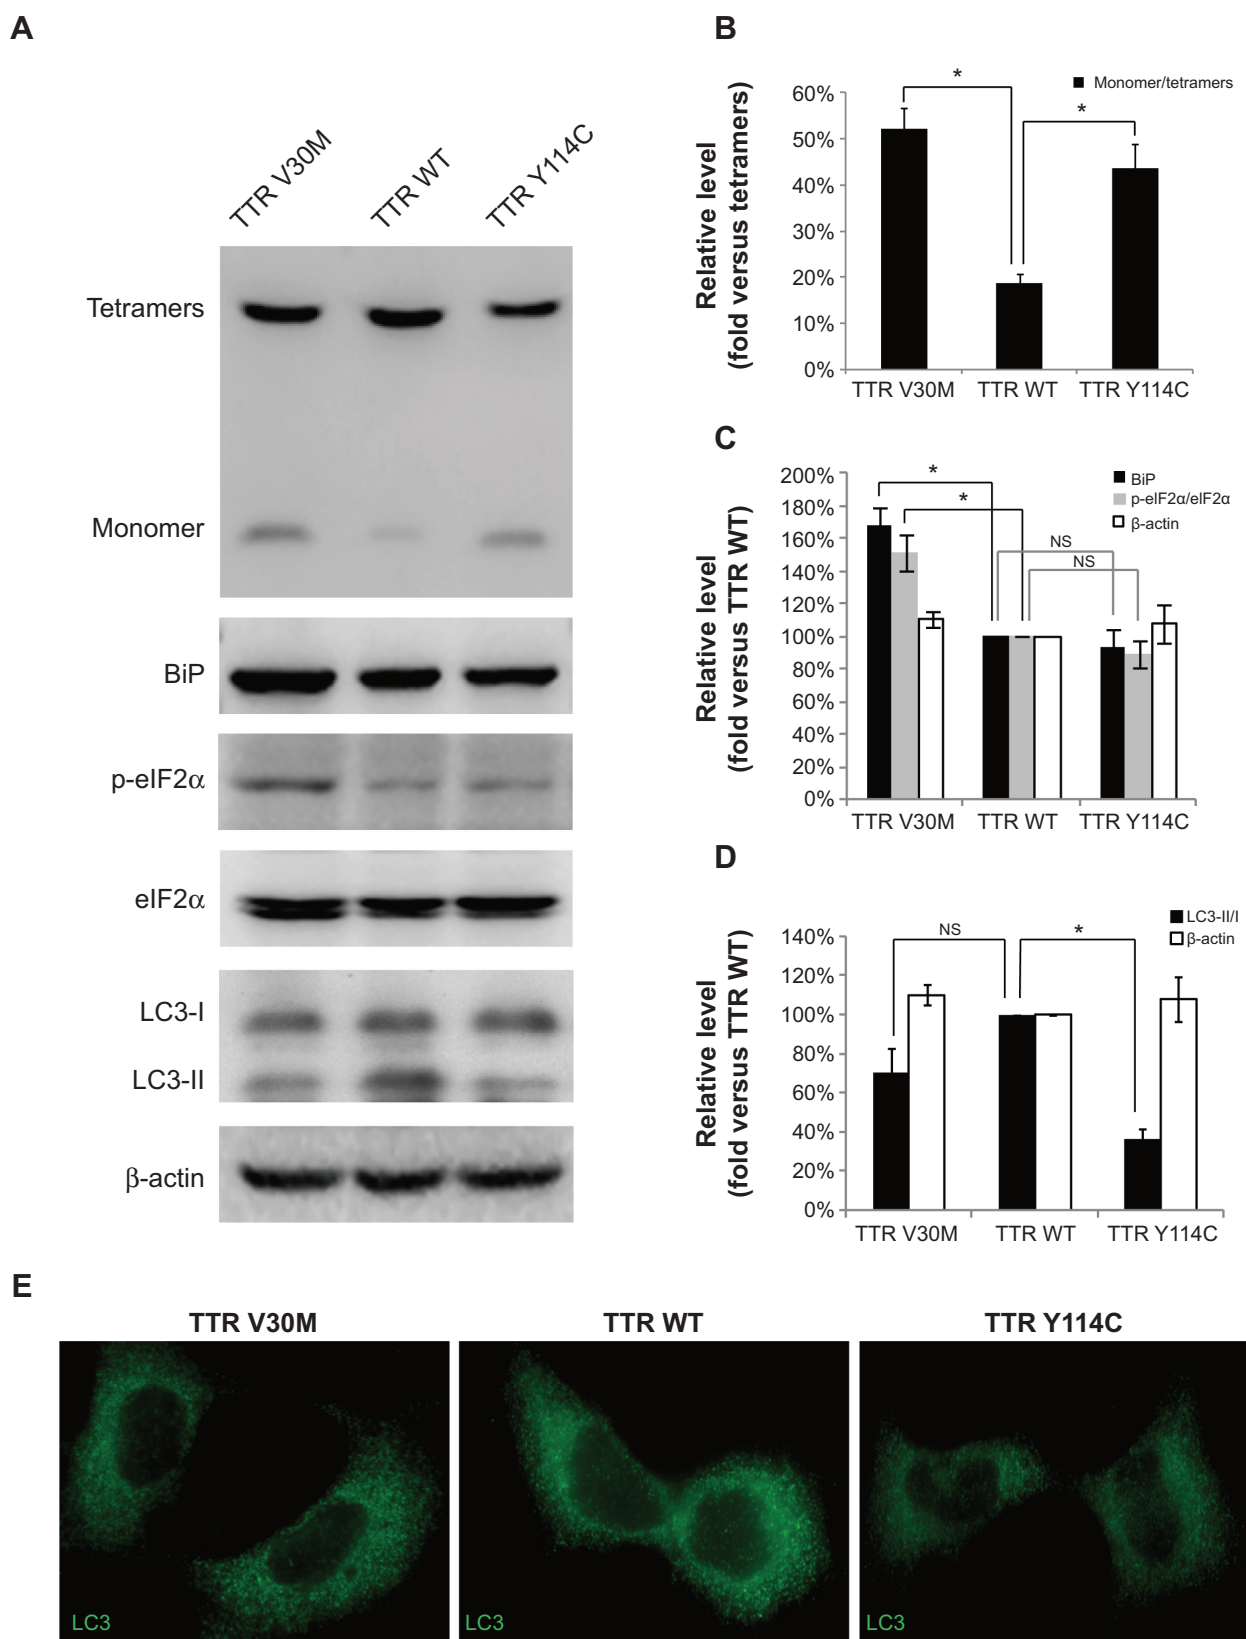 A
TTR V30M
TTR WT
TTR Y114C
Tetramers
Monomer
BiP
p-eIF2α
eIF2α
LC3-I
LC3-II
β-actin
B
Relative level
(fold versus tetramers)
Monomer/tetramers
60%
50%
40%
30%
20%
10%
0%
*
*
TTR V30M
TTR WT
TTR Y114C
C
Relative level
(fold versus TTR WT)
BiP
p-eIF2α/eIF2α
β-actin
200%
180%
160%
140%
120%
100%
80%
60%
40%
20%
0%
*
*
NS
NS
TTR V30M
TTR WT
TTR Y114C
D
Relative level
(fold versus TTR WT)
LC3-II/I
β-actin
140%
120%
100%
80%
60%
40%
20%
0%
NS
*
TTR V30M
TTR WT
TTR Y114C
E
TTR V30M
TTR WT
TTR Y114C
LC3
LC3
LC3